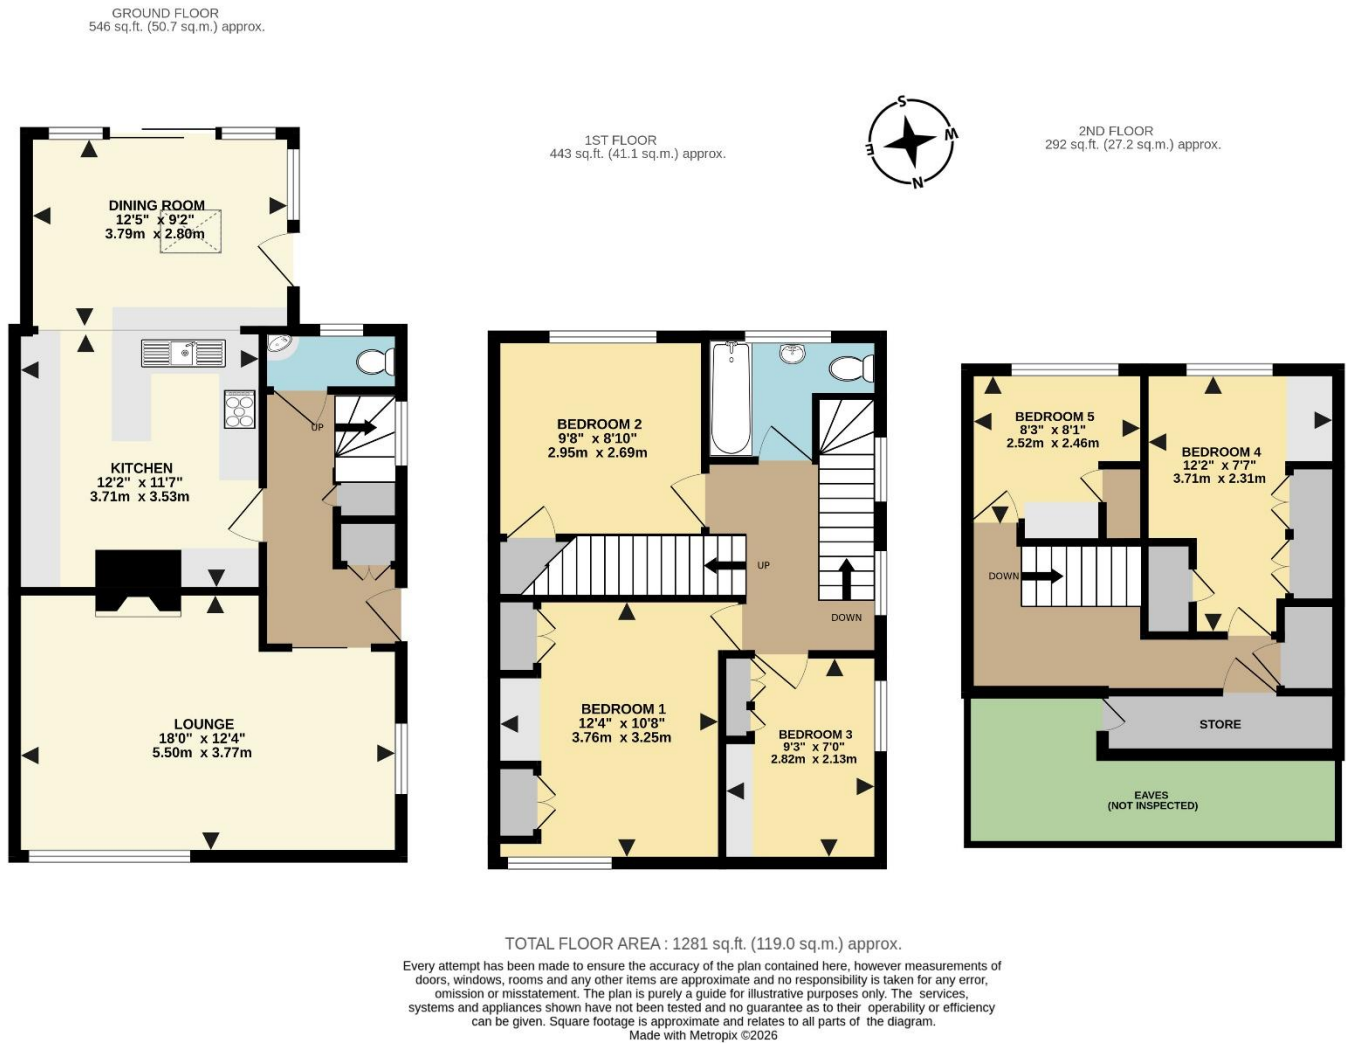 GROUND FLOOR
546 sq.ft. (50.7 sq.m.) approx.
DINING ROOM
12'5" x 9'2"
3.79m x 2.80m
UP
KITCHEN
12'2" x 11'7"
3.71m x 3.53m
LOUNGE
18'0" x 12'4"
5.50m x 3.77m
1ST FLOOR
443 sq.ft. (41.1 sq.m.) approx.
BEDROOM 2
9'8" x 8'10"
2.95m x 2.69m
UP
DOWN
BEDROOM 1
12'4" x 10'8"
3.76m x 3.25m
BEDROOM 3
9'3" x 7'0"
2.82m x 2.13m
S
W
E
N
2ND FLOOR
292 sq.ft. (27.2 sq.m.) approx.
BEDROOM 5
8'3" x 8'1"
2.52m x 2.46m
BEDROOM 4
12'2" x 7'7"
3.71m x 2.31m
DOWN
STORE
EAVES
(NOT INSPECTED)
TOTAL FLOOR AREA : 1281 sq.ft. (119.0 sq.m.) approx.
Every attempt has been made to ensure the accuracy of the plan contained here, however measurements of
doors, windows, rooms and any other items are approximate and no responsibility is taken for any error,
omission or misstatement. The plan is purely a guide for illustrative purposes only. The services,
systems and appliances shown have not been tested and no guarantee as to their operability or efficiency
can be given. Square footage is approximate and relates to all parts of the diagram.
Made with Metropix ©2026